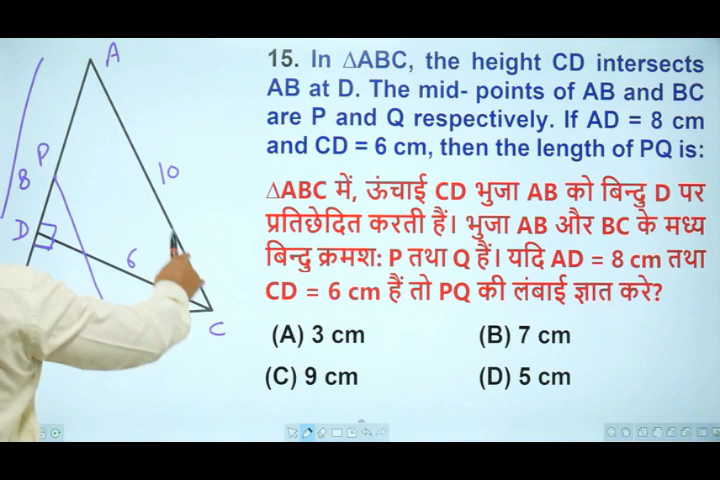 A
P
8
10
D
6
C
15. In ∆ABC, the height CD intersects
AB at D. The mid- points of AB and BC
are P and Q respectively. If AD = 8 cm
and CD = 6 cm, then the length of PQ is:
∆ABC में, ऊंचाई CD भुजा AB को बिन्दु D पर
प्रतिछेदित करती हैं। भुजा AB और BC के मध्य
बिन्दु क्रमश: P तथा Q हैं। यदि AD = 8 cm तथा
CD = 6 cm हैं तो PQ की लंबाई ज्ञात करे?
(A) 3 cm (B) 7 cm
(C) 9 cm (D) 5 cm